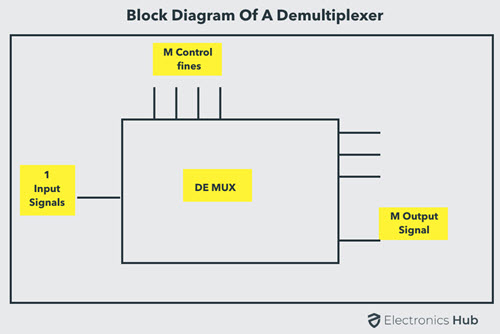 Block Diagram Of A Demultiplexer
M Control
fines
1
Input
Signals
DE MUX
M Output
Signal
Electronics Hub